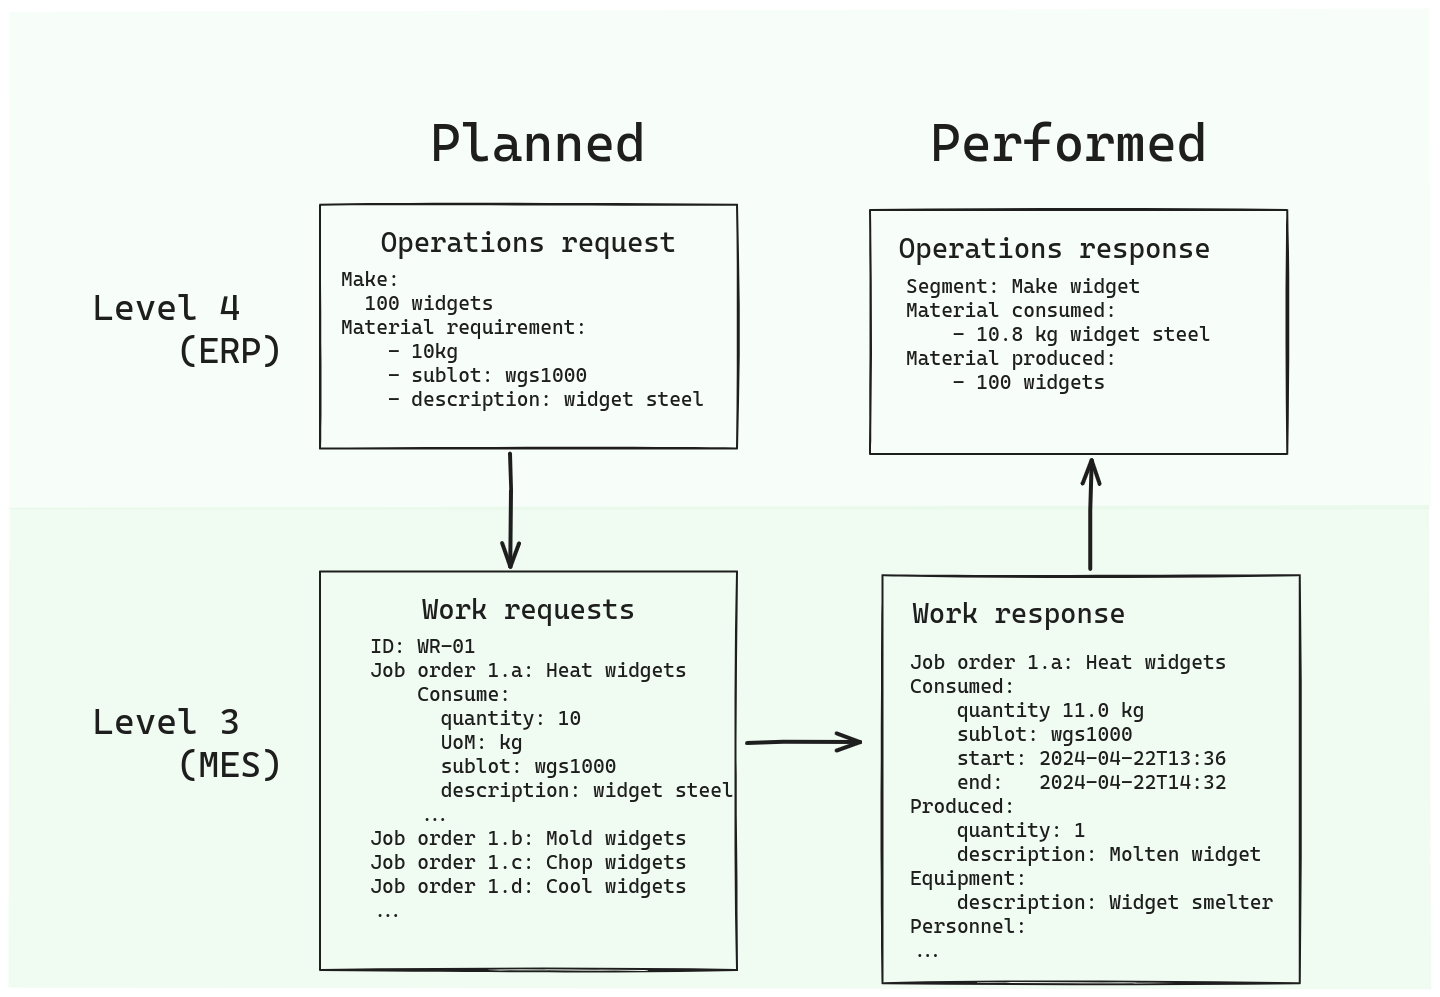 Planned
Performed
Level 4
(ERP)
Operations request
Make:
100 widgets
Material requirement:
– 10kg
– sublot: wgs1000
– description: widget steel
Operations response
Segment: Make widget
Material consumed:
– 10.8 kg widget steel
Material produced:
– 100 widgets
Level 3
(MES)
Work requests
ID: WR-01
Job order 1.a: Heat widgets
Consume:
quantity: 10
UoM: kg
sublot: wgs1000
description: widget steel
...
Job order 1.b: Mold widgets
Job order 1.c: Chop widgets
Job order 1.d: Cool widgets
...
Work response
Job order 1.a: Heat widgets
Consumed:
quantity 11.0 kg
sublot: wgs1000
start: 2024-04-22T13:36
end: 2024-04-22T14:32
Produced:
quantity: 1
description: Molten widget
Equipment:
description: Widget smelter
Personnel:
...